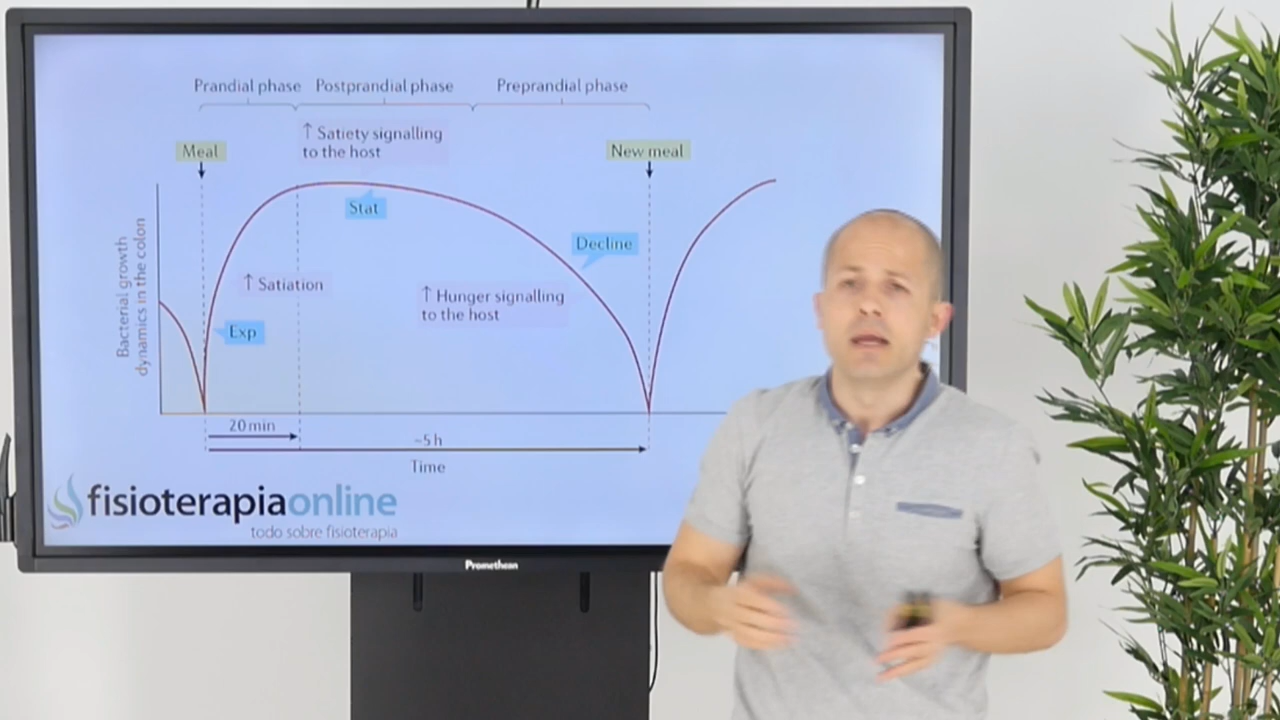 Prandial phase
Postprandial phase
Preprandial phase
↑ Satiety signalling
to the host
Meal
New meal
Stat
Decline
Bacterial growth
dynamics in the colon
↑ Satiation
↑ Hunger signalling
to the host
Exp
20 min
~5 h
Time
fisioterapiaonline
todo sobre fisioterapia
Promethean